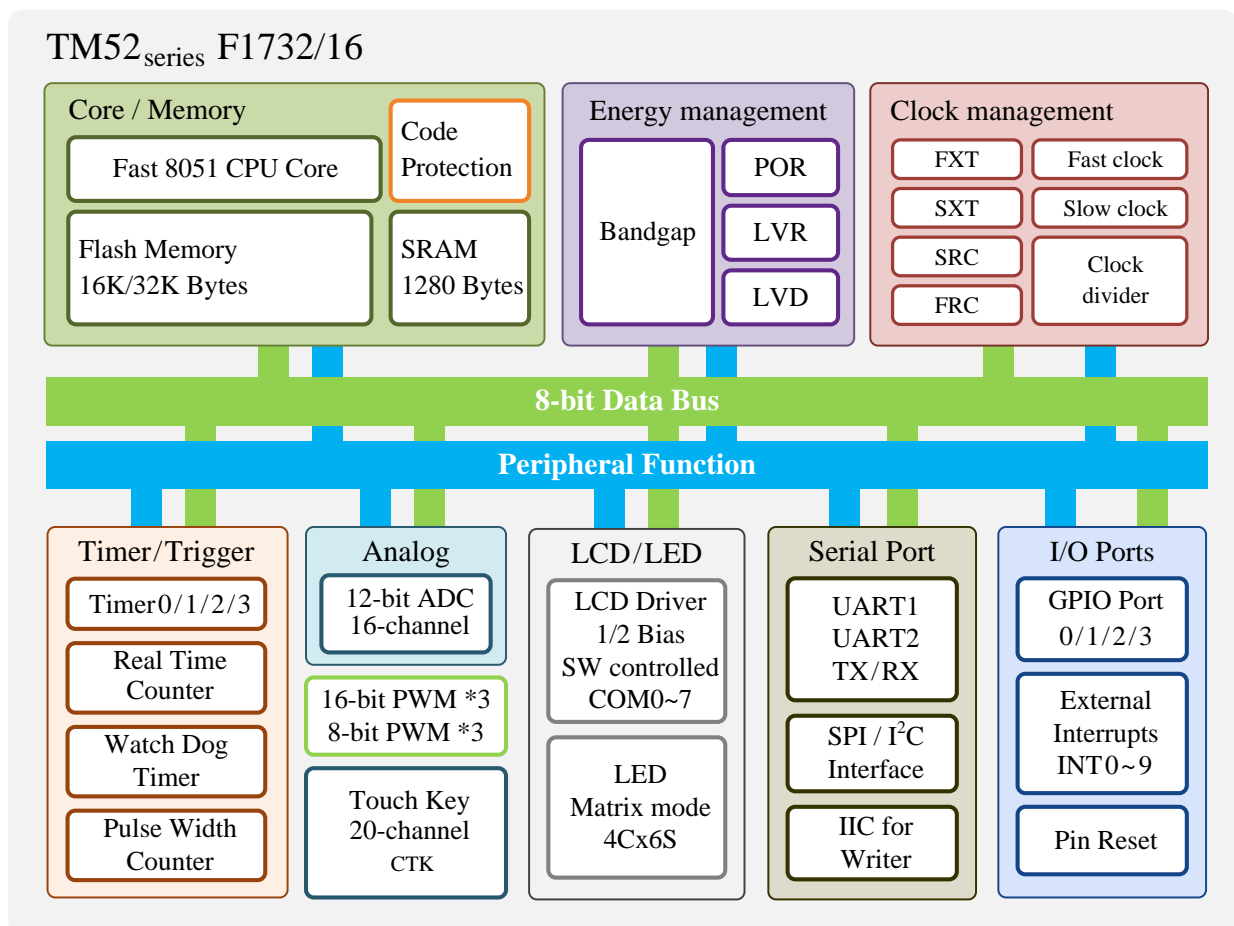 TM52series F1732/16
Core / Memory
Fast 8051 CPU Core
Code
Protection
Flash Memory
16K/32K Bytes
SRAM
1280 Bytes
Energy management
Bandgap
POR
LVR
LVD
Clock management
FXT
SXT
SRC
FRC
Fast clock
Slow clock
Clock
divider
8-bit Data Bus
Peripheral Function
Timer/Trigger
Timer0/1/2/3
Real Time
Counter
Watch Dog
Timer
Pulse Width
Counter
Analog
12-bit ADC
16-channel
16-bit PWM *3
8-bit PWM *3
Touch Key
20-channel
CTK
LCD/LED
LCD Driver
1/2 Bias
SW controlled
COM0~7
LED
Matrix mode
4Cx6S
Serial Port
UART1
UART2
TX/RX
SPI / I²C
Interface
IIC for
Writer
I/O Ports
GPIO Port
0/1/2/3
External
Interrupts
INT0~9
Pin Reset